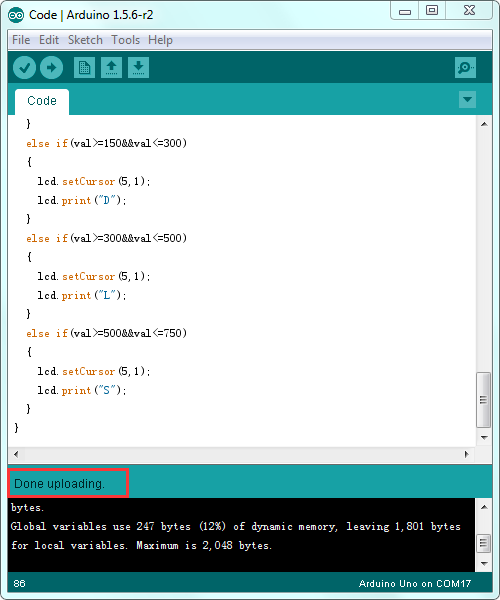 Code | Arduino 1.5.6-r2
File Edit Sketch Tools Help
Code
}
else if(val>=150&&val<=300)
{
lcd.setCursor(5,1);
lcd.print("D");
}
else if(val>=300&&val<=500)
{
lcd.setCursor(5,1);
lcd.print("L");
}
else if(val>=500&&val<=750)
{
lcd.setCursor(5,1);
lcd.print("S");
}
}
Done uploading.
bytes.
Global variables use 247 bytes (12%) of dynamic memory, leaving 1,801 bytes
for local variables. Maximum is 2,048 bytes.
86 Arduino Uno on COM17